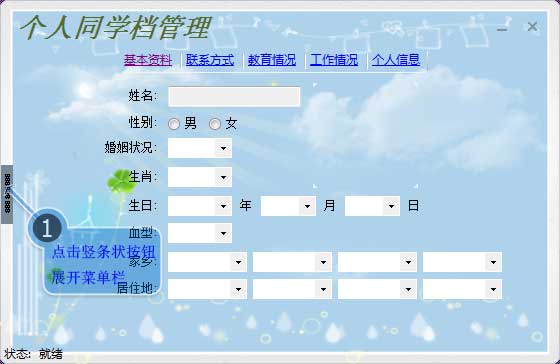 个人同学档管理
基本资料 联系方式 教育情况 工作情况 个人信息
姓名:
性别: 男 女
婚姻状况:
生肖:
生日: 年 月 日
血型:
家乡:
居住地:
1
点击竖条状按钮
展开菜单栏
状态: 就绪